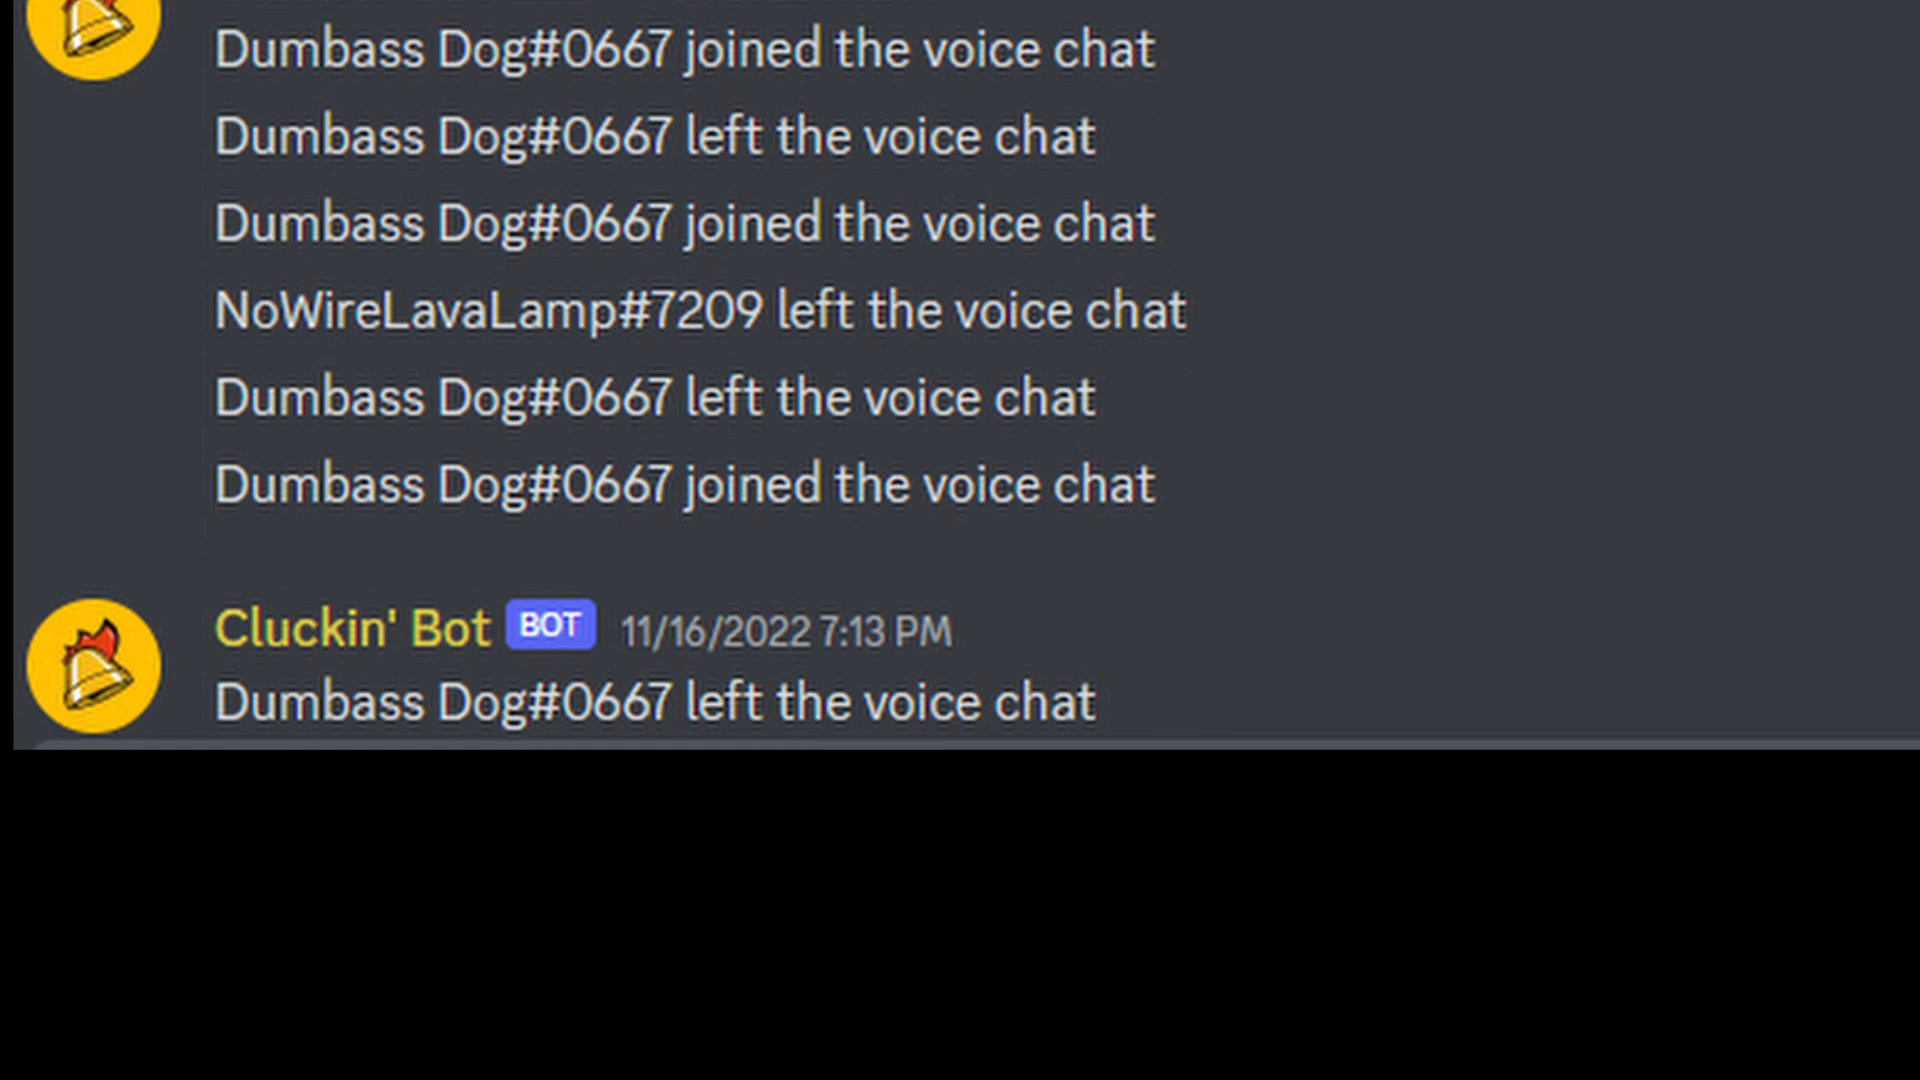 Dumbass Dog#0667 joined the voice chat
Dumbass Dog#0667 left the voice chat
Dumbass Dog#0667 joined the voice chat
NoWireLavaLamp#7209 left the voice chat
Dumbass Dog#0667 left the voice chat
Dumbass Dog#0667 joined the voice chat
Cluckin' Bot BOT 11/16/2022 7:13 PM
Dumbass Dog#0667 left the voice chat